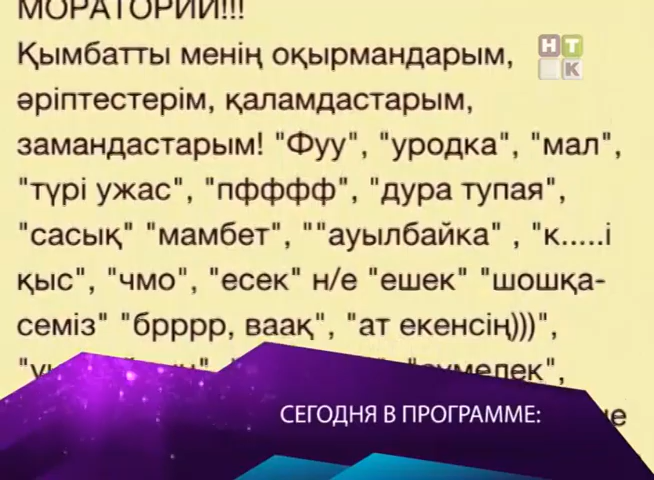 МОРАТОРИЙ!!!
Қымбатты менің оқырмандарым,
әріптестерім, қаламдастарым,
замандастарым! "Фуу", "уродка", "мал",
"түрі ужас", "пфффф", "дура тупая",
"сасық" "мамбет", ""ауылбайка" , "к.....і
қыс", "чмо", "есек" н/е "ешек" "шошқа-
семіз" "брррр, ваақ", "ат екенсің)))",
НТК
СЕГОДНЯ В ПРОГРАММЕ: